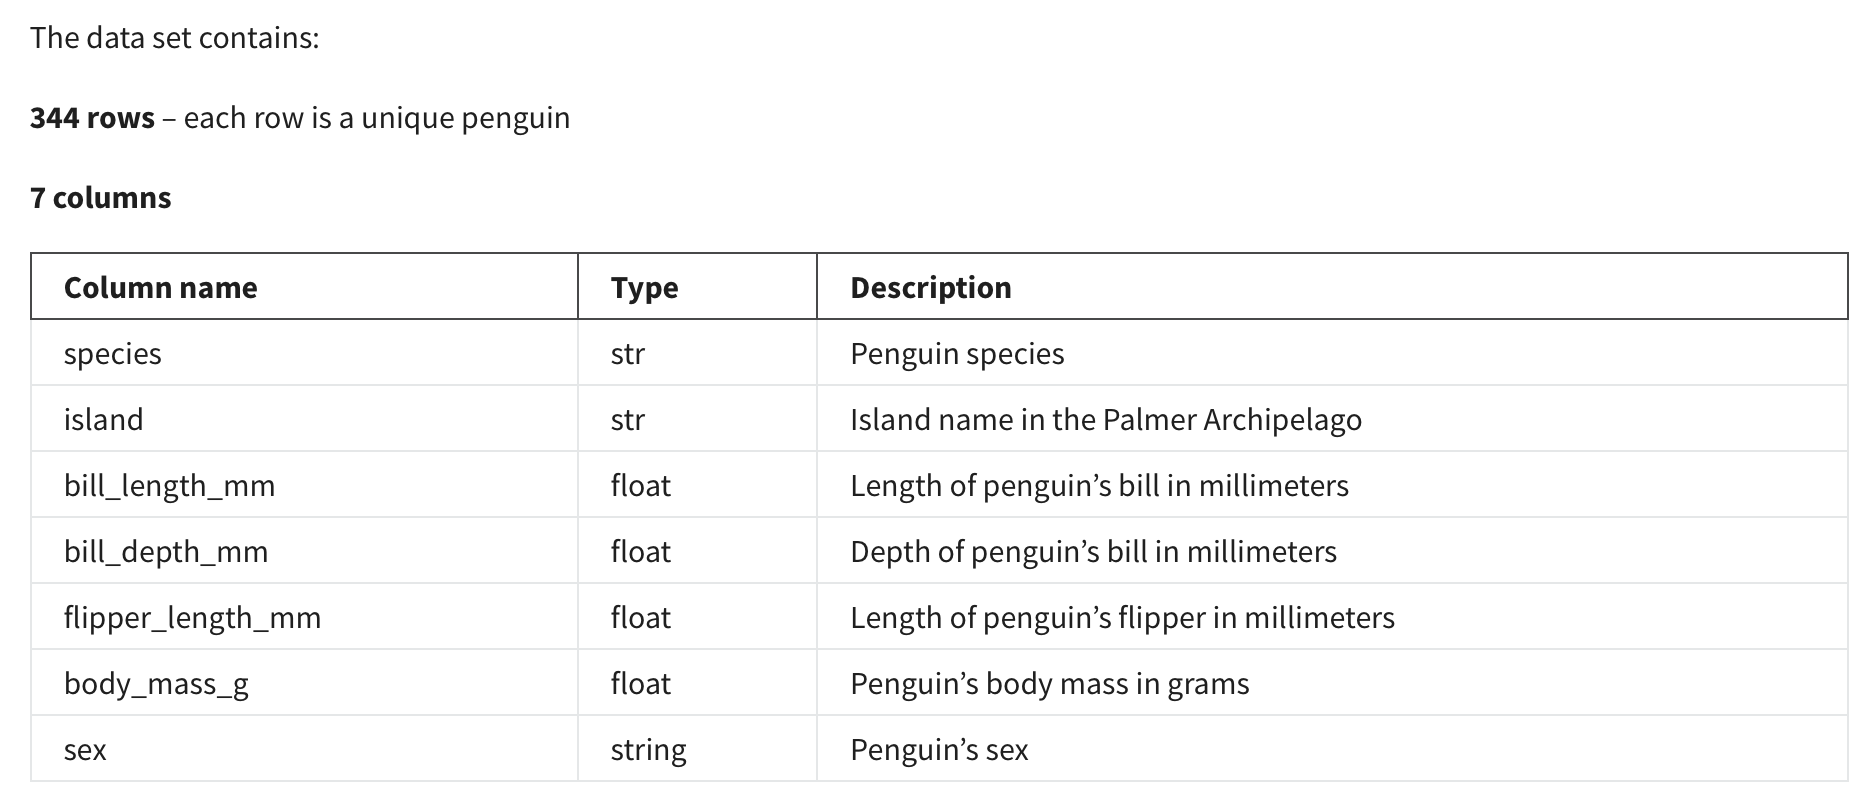 The data set contains:
344 rows – each row is a unique penguin
7 columns
Column name Type Description
species str Penguin species
island str Island name in the Palmer Archipelago
bill_length_mm float Length of penguin’s bill in millimeters
bill_depth_mm float Depth of penguin’s bill in millimeters
flipper_length_mm float Length of penguin’s flipper in millimeters
body_mass_g float Penguin’s body mass in grams
sex string Penguin’s sex